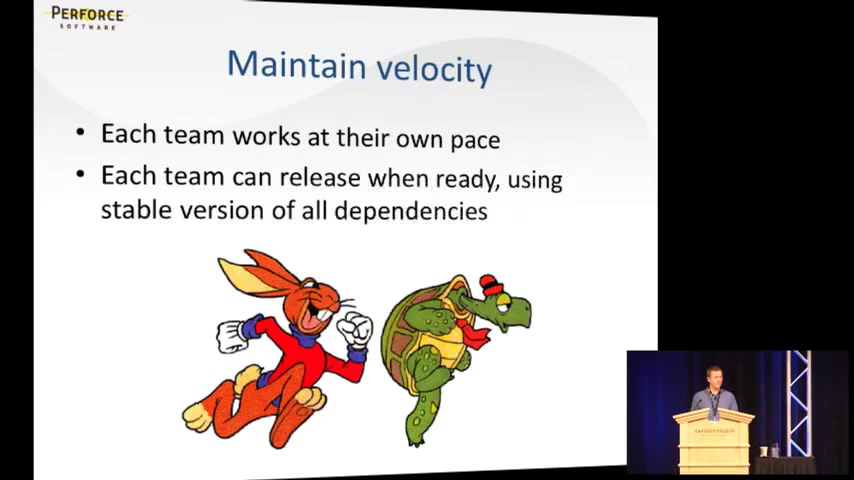 PERFORCE
SOFTWARE
Maintain velocity
• Each team works at their own pace
• Each team can release when ready, using
stable version of all dependencies